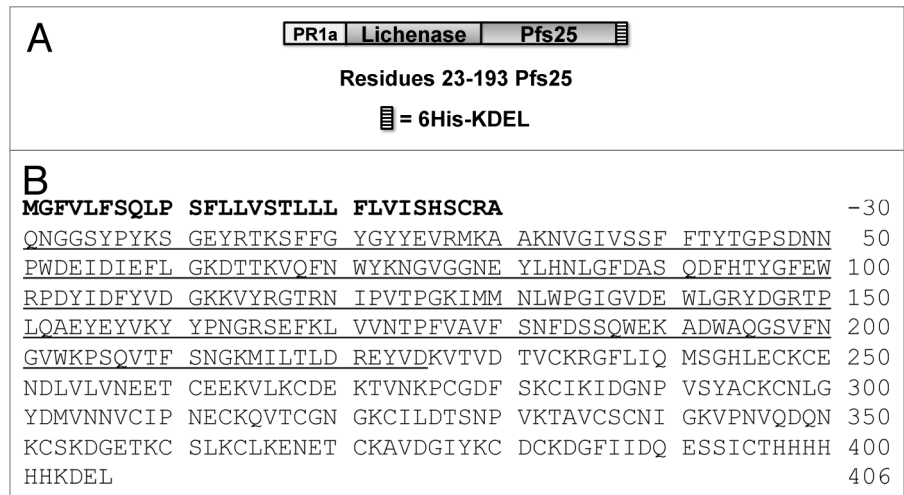 A
PR1a Lichenase Pfs25
Residues 23-193 Pfs25
= 6His-KDEL
B
MGFVLFSQLP SFLLVSTLLL FLVISHSCRA -30
QNGGSYPYKS GEYRTKSFFG YGYYEVRMKA AKNVGIVSSF FTYTGPSDNN 50
PWDEIDIEFL GKDTTKVQFN WYKNGVGGNE YLHNLGFDAS QDFHTYGFEW 100
RPDYIDFYVD GKKVYRGTRN IPVTPGKIMM NLWPGIGVDE WLGRYDGRTP 150
LQAEYEYVKY YPNGRSEFKL VVNTPFVAVF SNFDSSQWEK ADWAQGSVFN 200
GVWKPSQVTF SNGKMILTLD REYVDKVTVD TVCKRGFLIQ MSGHLECKCE 250
NDLVLVNEET CEEKVLKCDE KTVNKPCGDF SKCIKIDGNP VSYACKCNLG 300
YDMVNNVCIP NECKQVTCGN GKCILDTSNP VKTAVCSCNI GKVPNVQDQN 350
KCSKDGETKC SLKCLKENET CKAVDGIYKC DCKDGFIIDQ ESSICTHHHH 400
HHKDEL 406